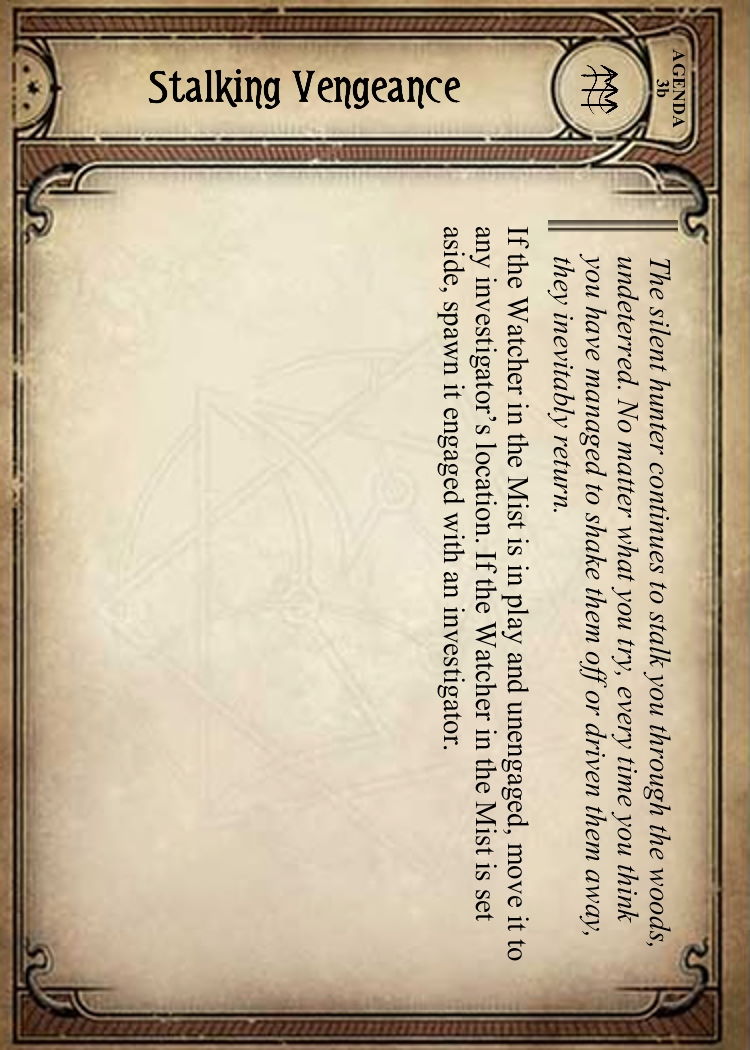 AGENDA
3b
Stalking Vengeance
The silent hunter continues to stalk you through the woods,
undeterred. No matter what you try, every time you think
you have managed to shake them off or driven them away,
they inevitably return.
If the Watcher in the Mist is in play and unengaged, move it to
any investigator's location. If the Watcher in the Mist is set
aside, spawn it engaged with an investigator.